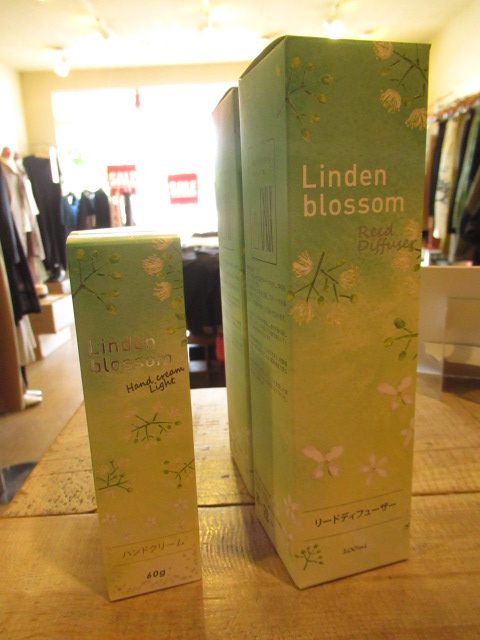 SALE
SALE
Linden
blossom
Hand cream
Light
ハンドクリーム
60g
Linden
blossom
Reed
Diffuser
リードディフューザー